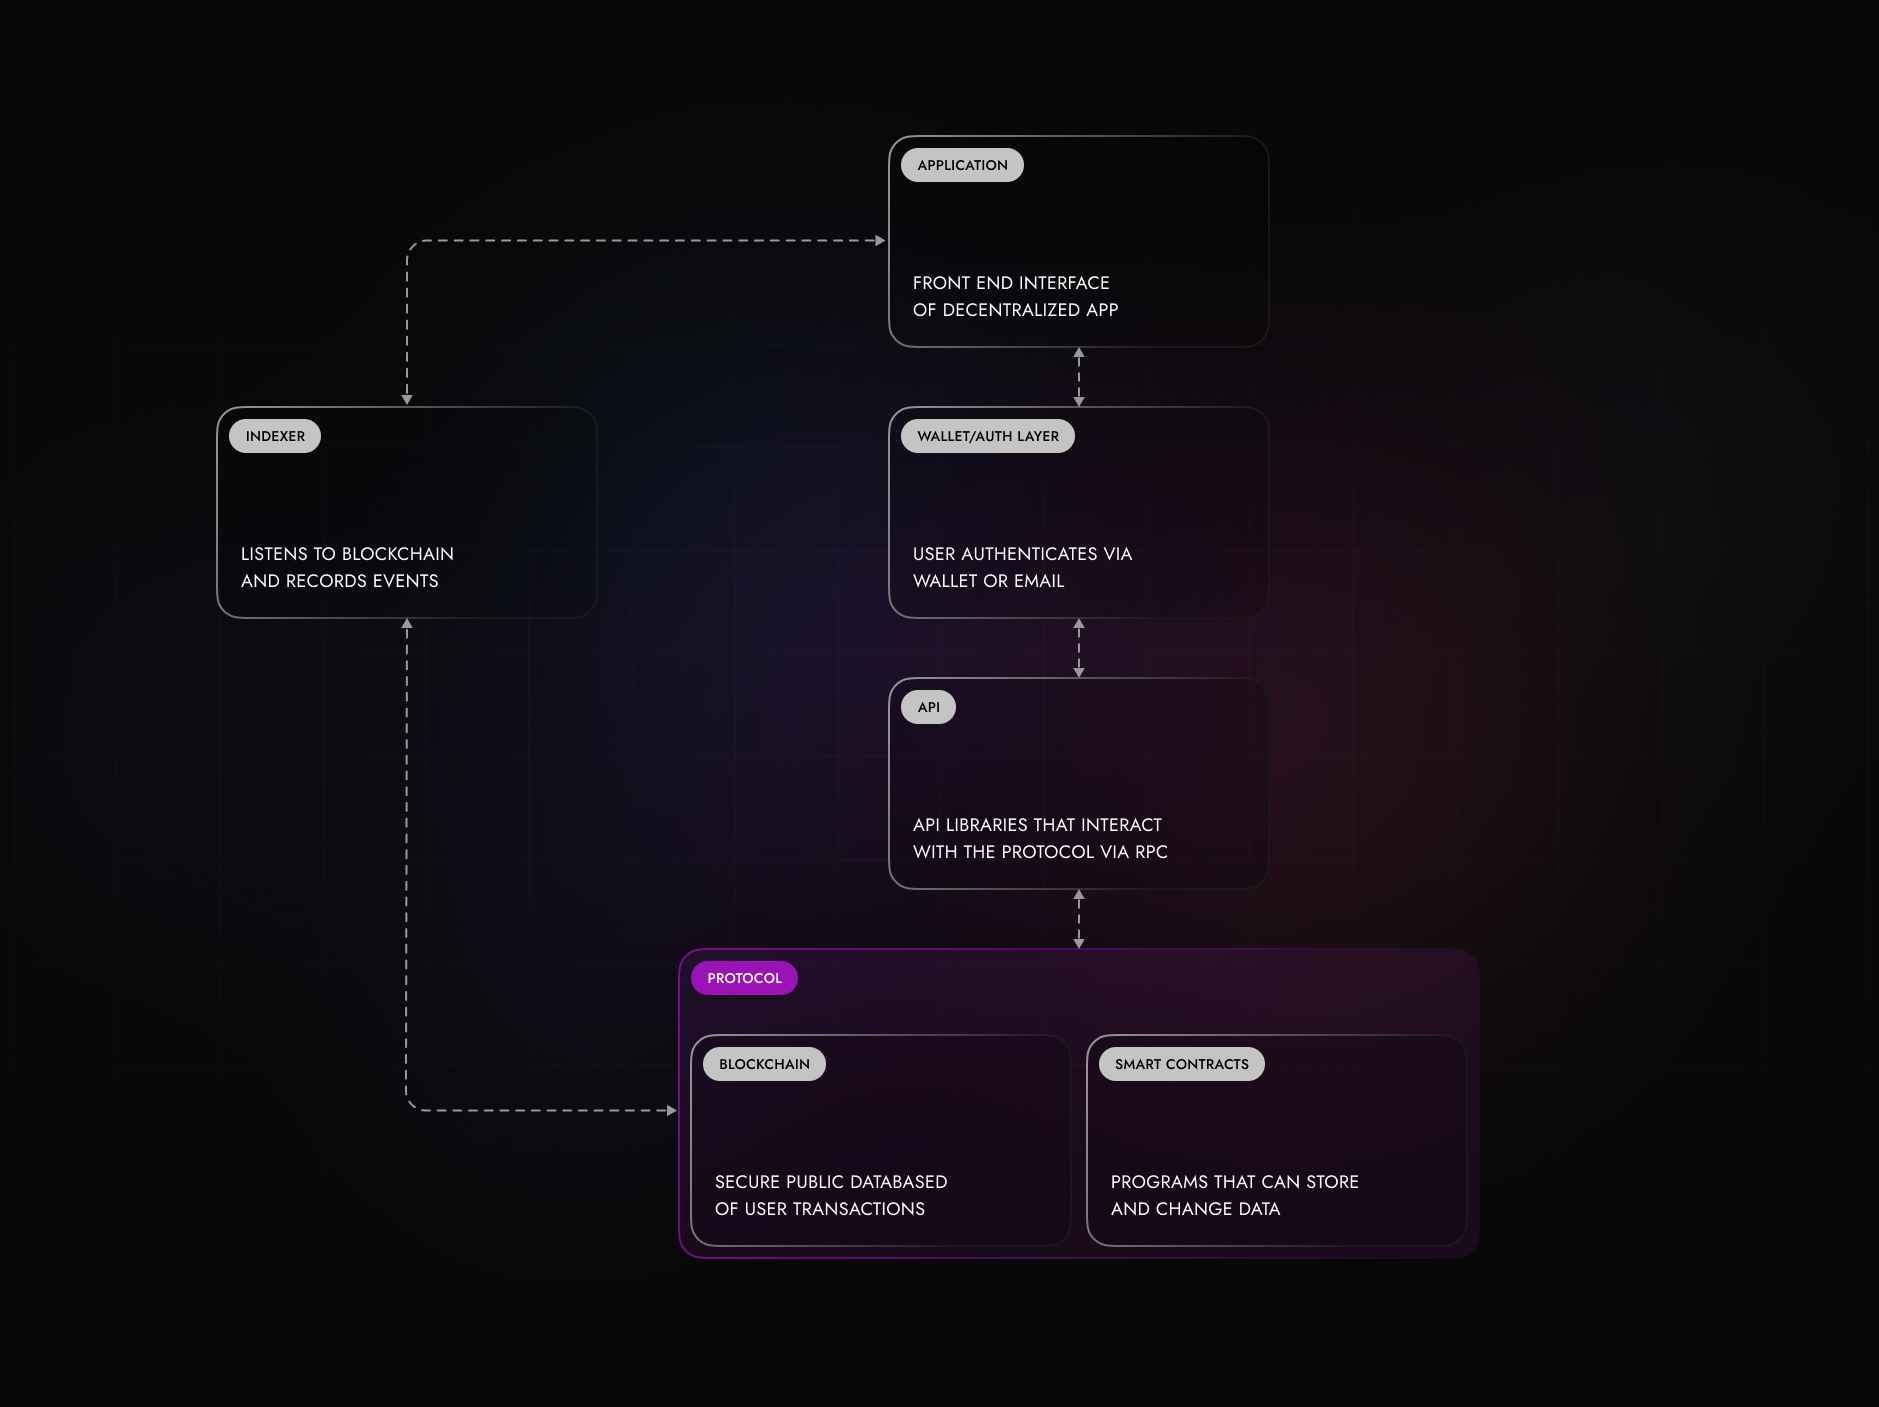 APPLICATION
FRONT END INTERFACE
OF DECENTRALIZED APP
INDEXER
LISTENS TO BLOCKCHAIN
AND RECORDS EVENTS
WALLET/AUTH LAYER
USER AUTHENTICATES VIA
WALLET OR EMAIL
API
API LIBRARIES THAT INTERACT
WITH THE PROTOCOL VIA RPC
PROTOCOL
BLOCKCHAIN
SECURE PUBLIC DATABASED
OF USER TRANSACTIONS
SMART CONTRACTS
PROGRAMS THAT CAN STORE
AND CHANGE DATA